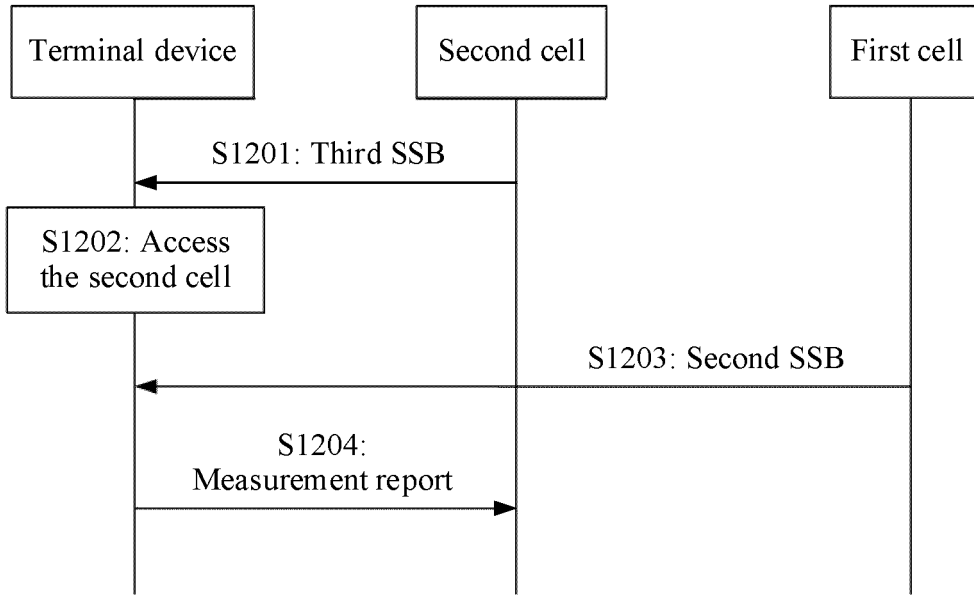 Terminal device
Second cell
First cell
S1201: Third SSB
S1202: Access
the second cell
S1203: Second SSB
S1204:
Measurement report